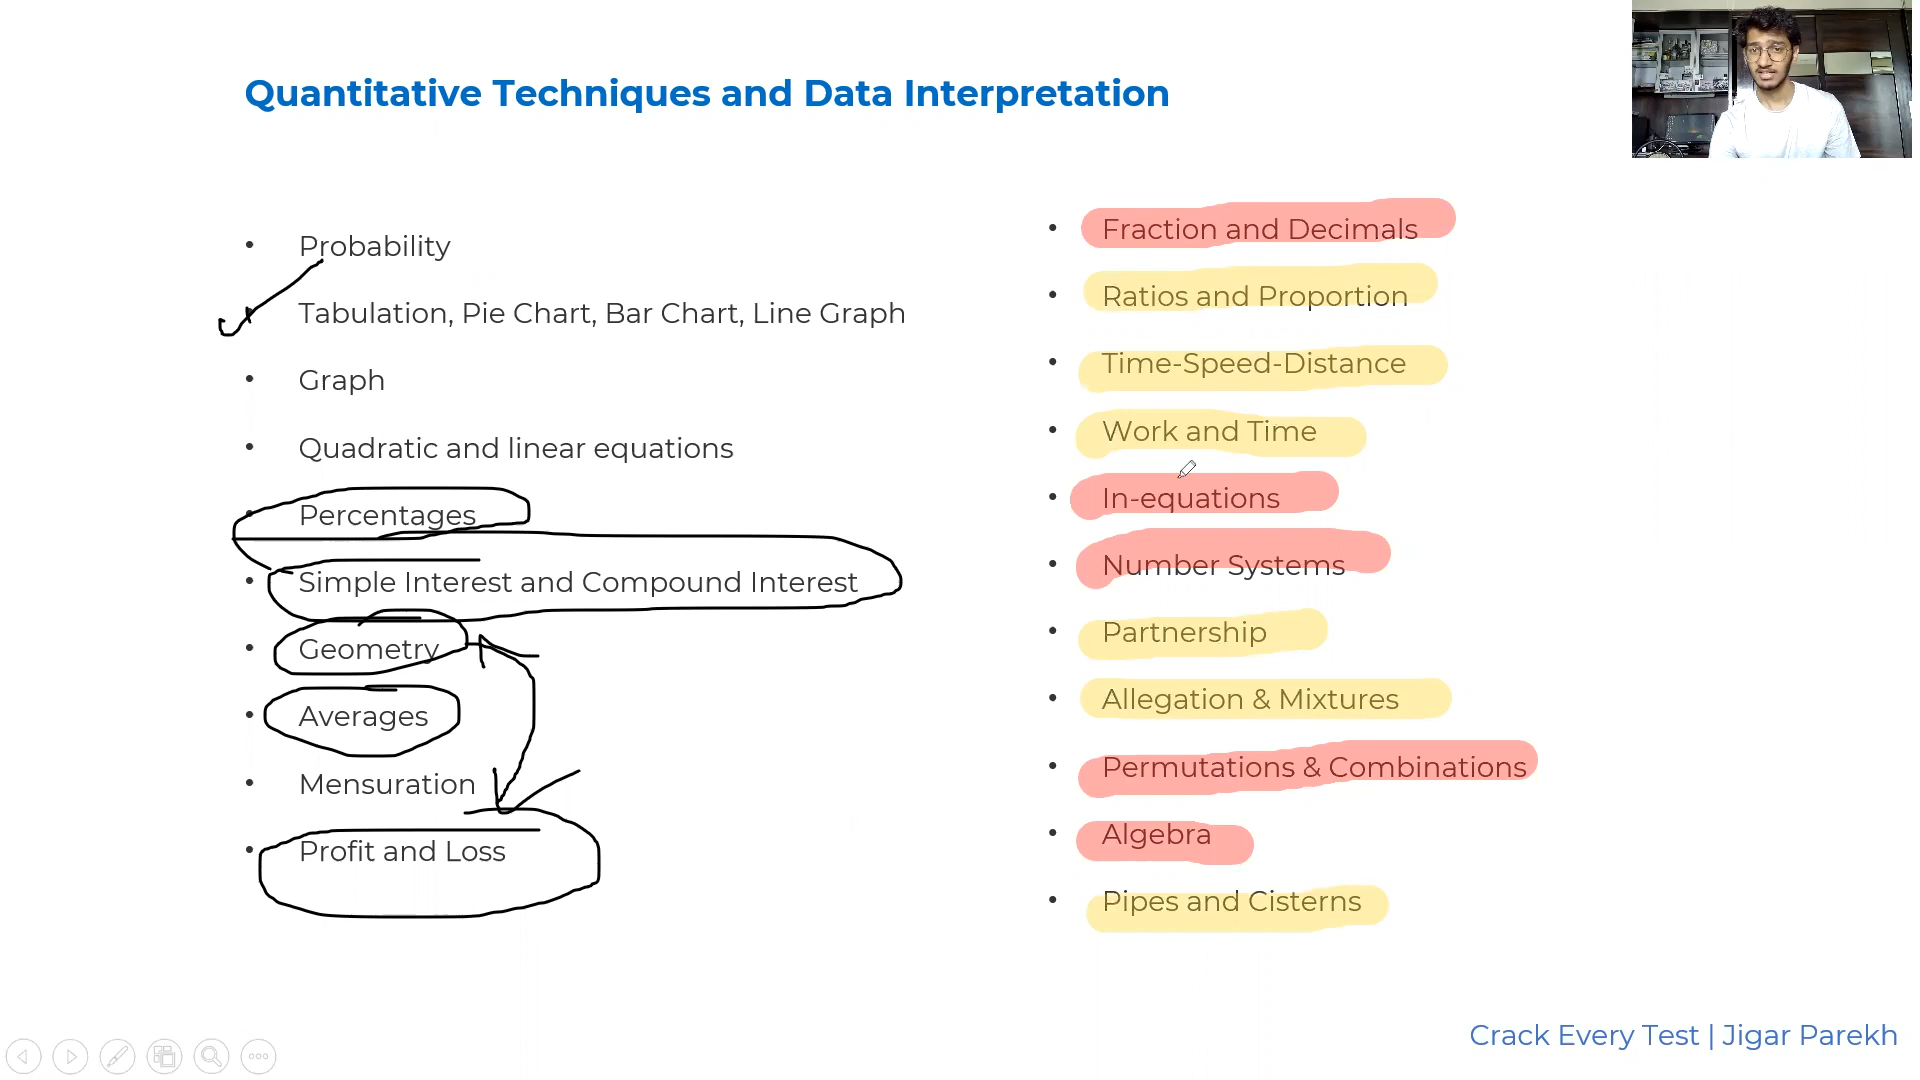 Quantitative Techniques and Data Interpretation
Probability
Tabulation, Pie Chart, Bar Chart, Line Graph
Graph
Quadratic and linear equations
Percentages
Simple Interest and Compound Interest
Geometry
Averages
Mensuration
Profit and Loss
Fraction and Decimals
Ratios and Proportion
Time-Speed-Distance
Work and Time
In-equations
Number Systems
Partnership
Allegation & Mixtures
Permutations & Combinations
Algebra
Pipes and Cisterns
Crack Every Test | Jigar Parekh